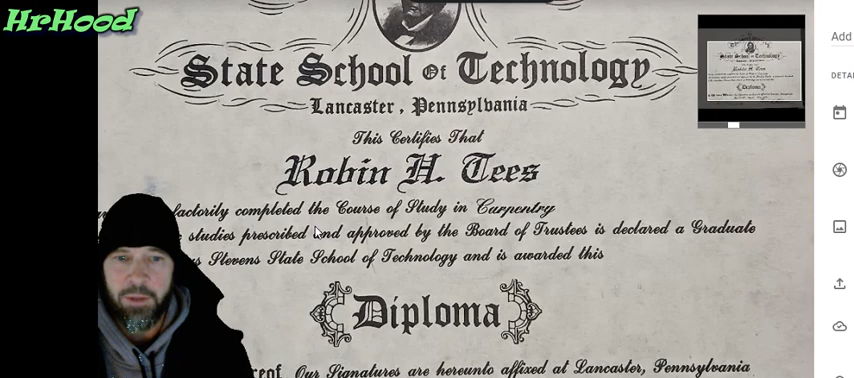 HrHood
State School Of Technology
Lancaster, Pennsylvania
This Certifies That
Robin H. Tees
factorily completed the Course of Study in Carpentry
studies prescribed and approved by the Board of Trustees is declared a Graduate
Stevens State School of Technology and is awarded this
Diploma
reof Our Signatures are hereunto affixed at Lancaster, Pennsylvania
Add
DETAI